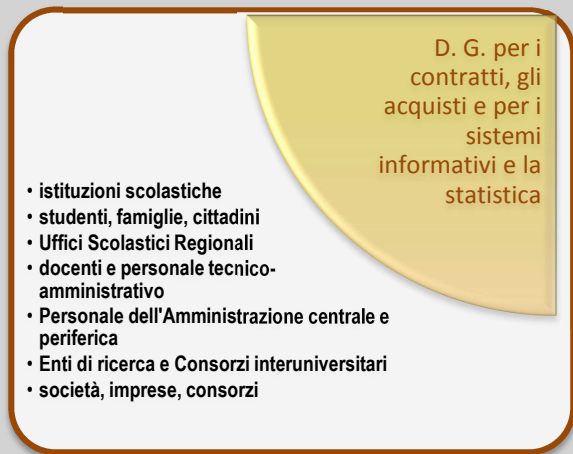 D. G. per i
contratti, gli
acquisti e per i
sistemi
informativi e la
statistica
• istituzioni scolastiche
• studenti, famiglie, cittadini
• Uffici Scolastici Regionali
• docenti e personale tecnico-
amministrativo
• Personale dell'Amministrazione centrale e
periferica
• Enti di ricerca e Consorzi interuniversitari
• società, imprese, consorzi